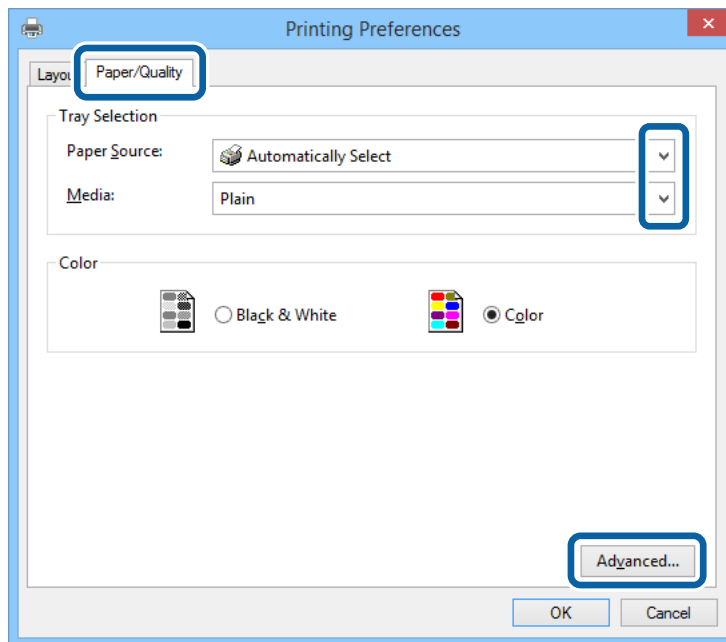 Printing Preferences
Layou Paper/Quality
Tray Selection
Paper Source: Automatically Select
Media: Plain
Color
Black & White Color
Advanced...
OK Cancel